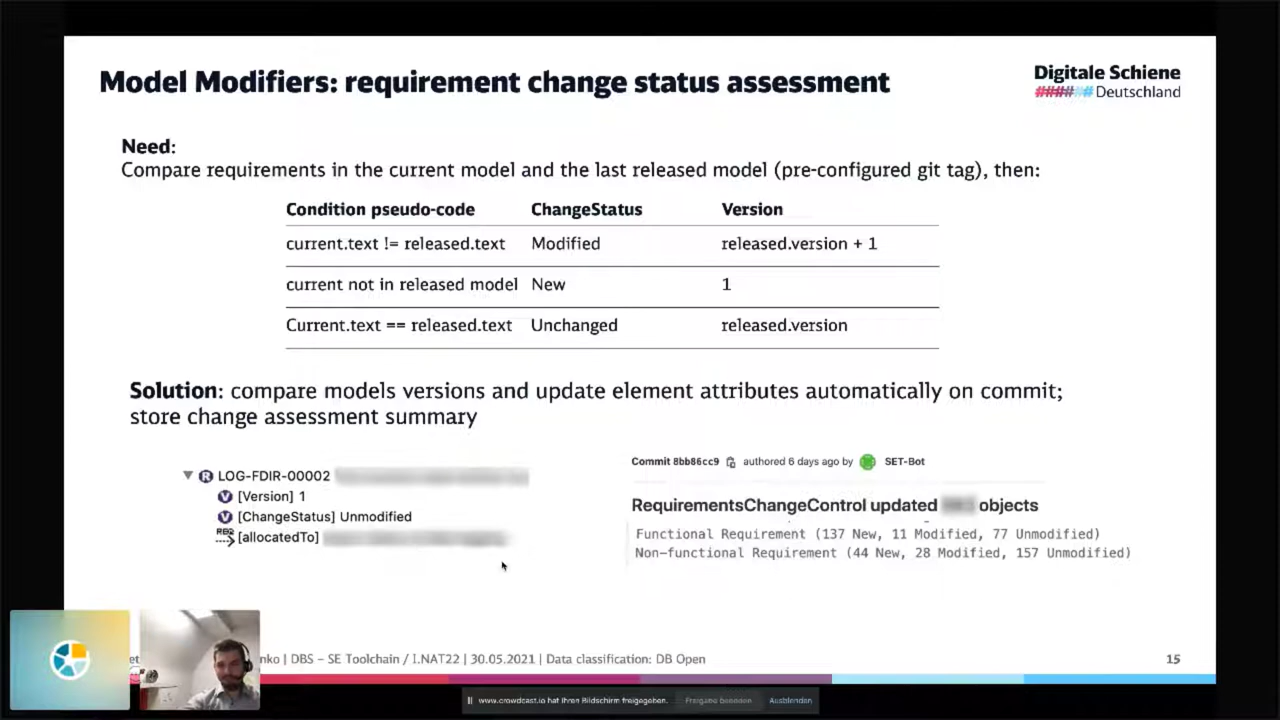 Model Modifiers: requirement change status assessment
Digitale Schiene
###### Deutschland
Need:
Compare requirements in the current model and the last released model (pre-configured git tag), then:
Condition pseudo-code ChangeStatus Version
current.text != released.text Modified released.version + 1
current not in released model New 1
Current.text == released.text Unchanged released.version
Solution: compare models versions and update element attributes automatically on commit;
store change assessment summary
LOG-FDIR-00002
[Version] 1
[ChangeStatus] Unmodified
REQ [allocatedTo]
Commit 8bb86cc9 authored 6 days ago by SET-Bot
RequirementsChangeControl updated objects
Functional Requirement (137 New, 11 Modified, 77 Unmodified)
Non-functional Requirement (44 New, 28 Modified, 157 Unmodified)
| DBS – SE Toolchain / I.NAT22 | 30.05.2021 | Data classification: DB Open
15
www.crowdcast.io hat Ihren Bildschirm freigegeben. Freigabe beenden Ausblenden